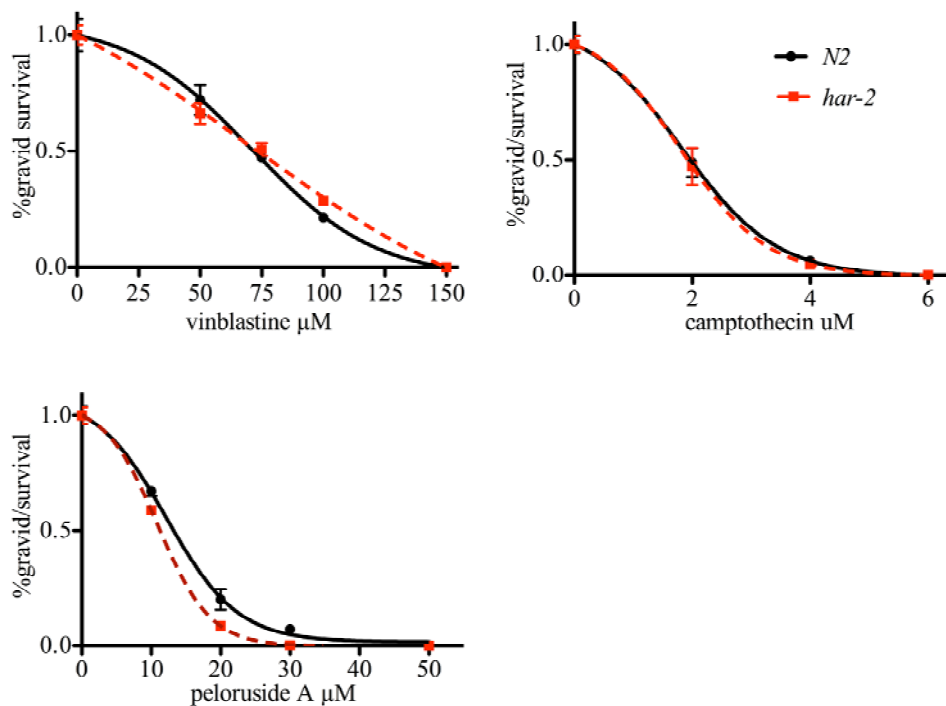 %gravid survival
1.0
0.5
0.0
0 25 50 75 100 125 150
vinblastine µM
%gravid/survival
1.0
0.5
0.0
0 2 4 6
camptothecin uM
N2
har-2
%gravid/survival
1.0
0.5
0.0
0 10 20 30 40 50
peloruside A µM